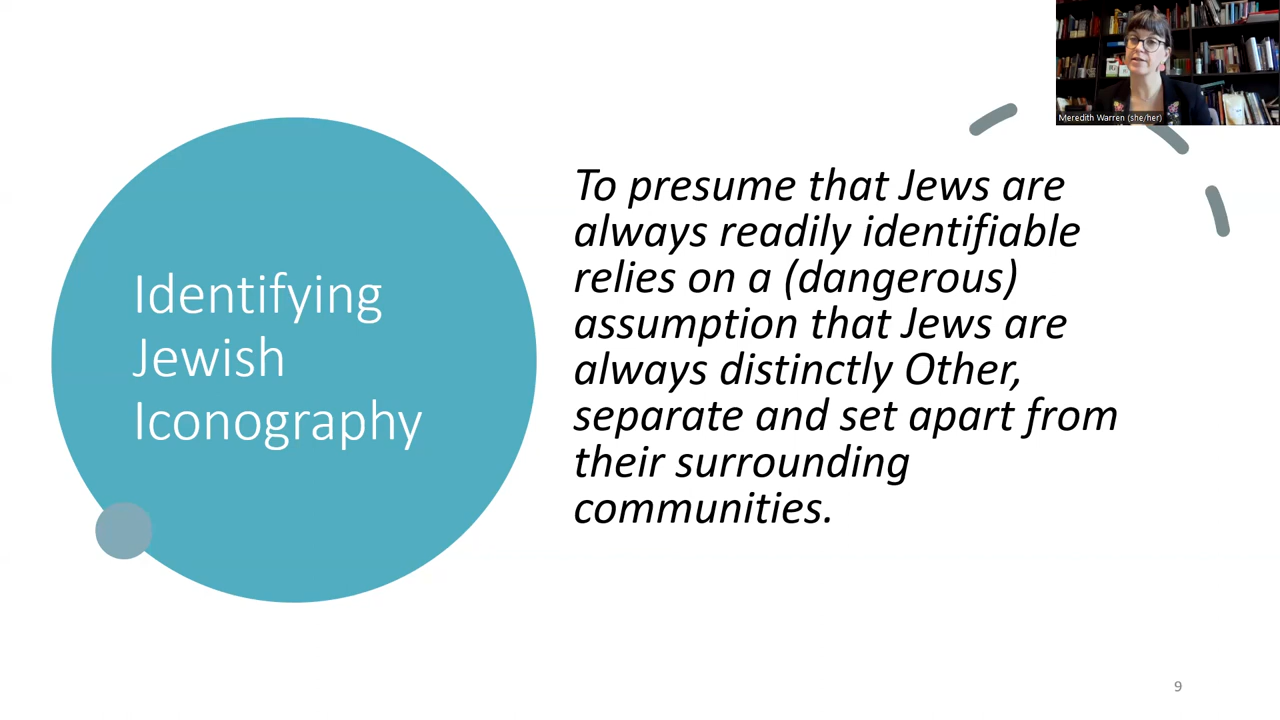 Meredith Warren (she/her)
Identifying
Jewish
Iconography
To presume that Jews are
always readily identifiable
relies on a (dangerous)
assumption that Jews are
always distinctly Other,
separate and set apart from
their surrounding
communities.
9